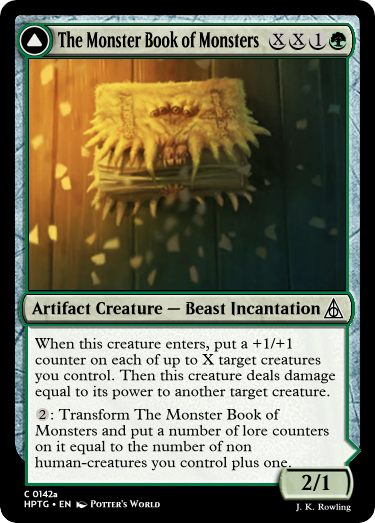 The Monster Book of Monsters X X 1
Artifact Creature — Beast Incantation
When this creature enters, put a +1/+1
counter on each of up to X target creatures
you control. Then this creature deals damage
equal to its power to another target creature.
2: Transform The Monster Book of
Monsters and put a number of lore counters
on it equal to the number of non
human-creatures you control plus one.
2/1
C 0142a
HPTG • EN Potter's World
J. K. Rowling